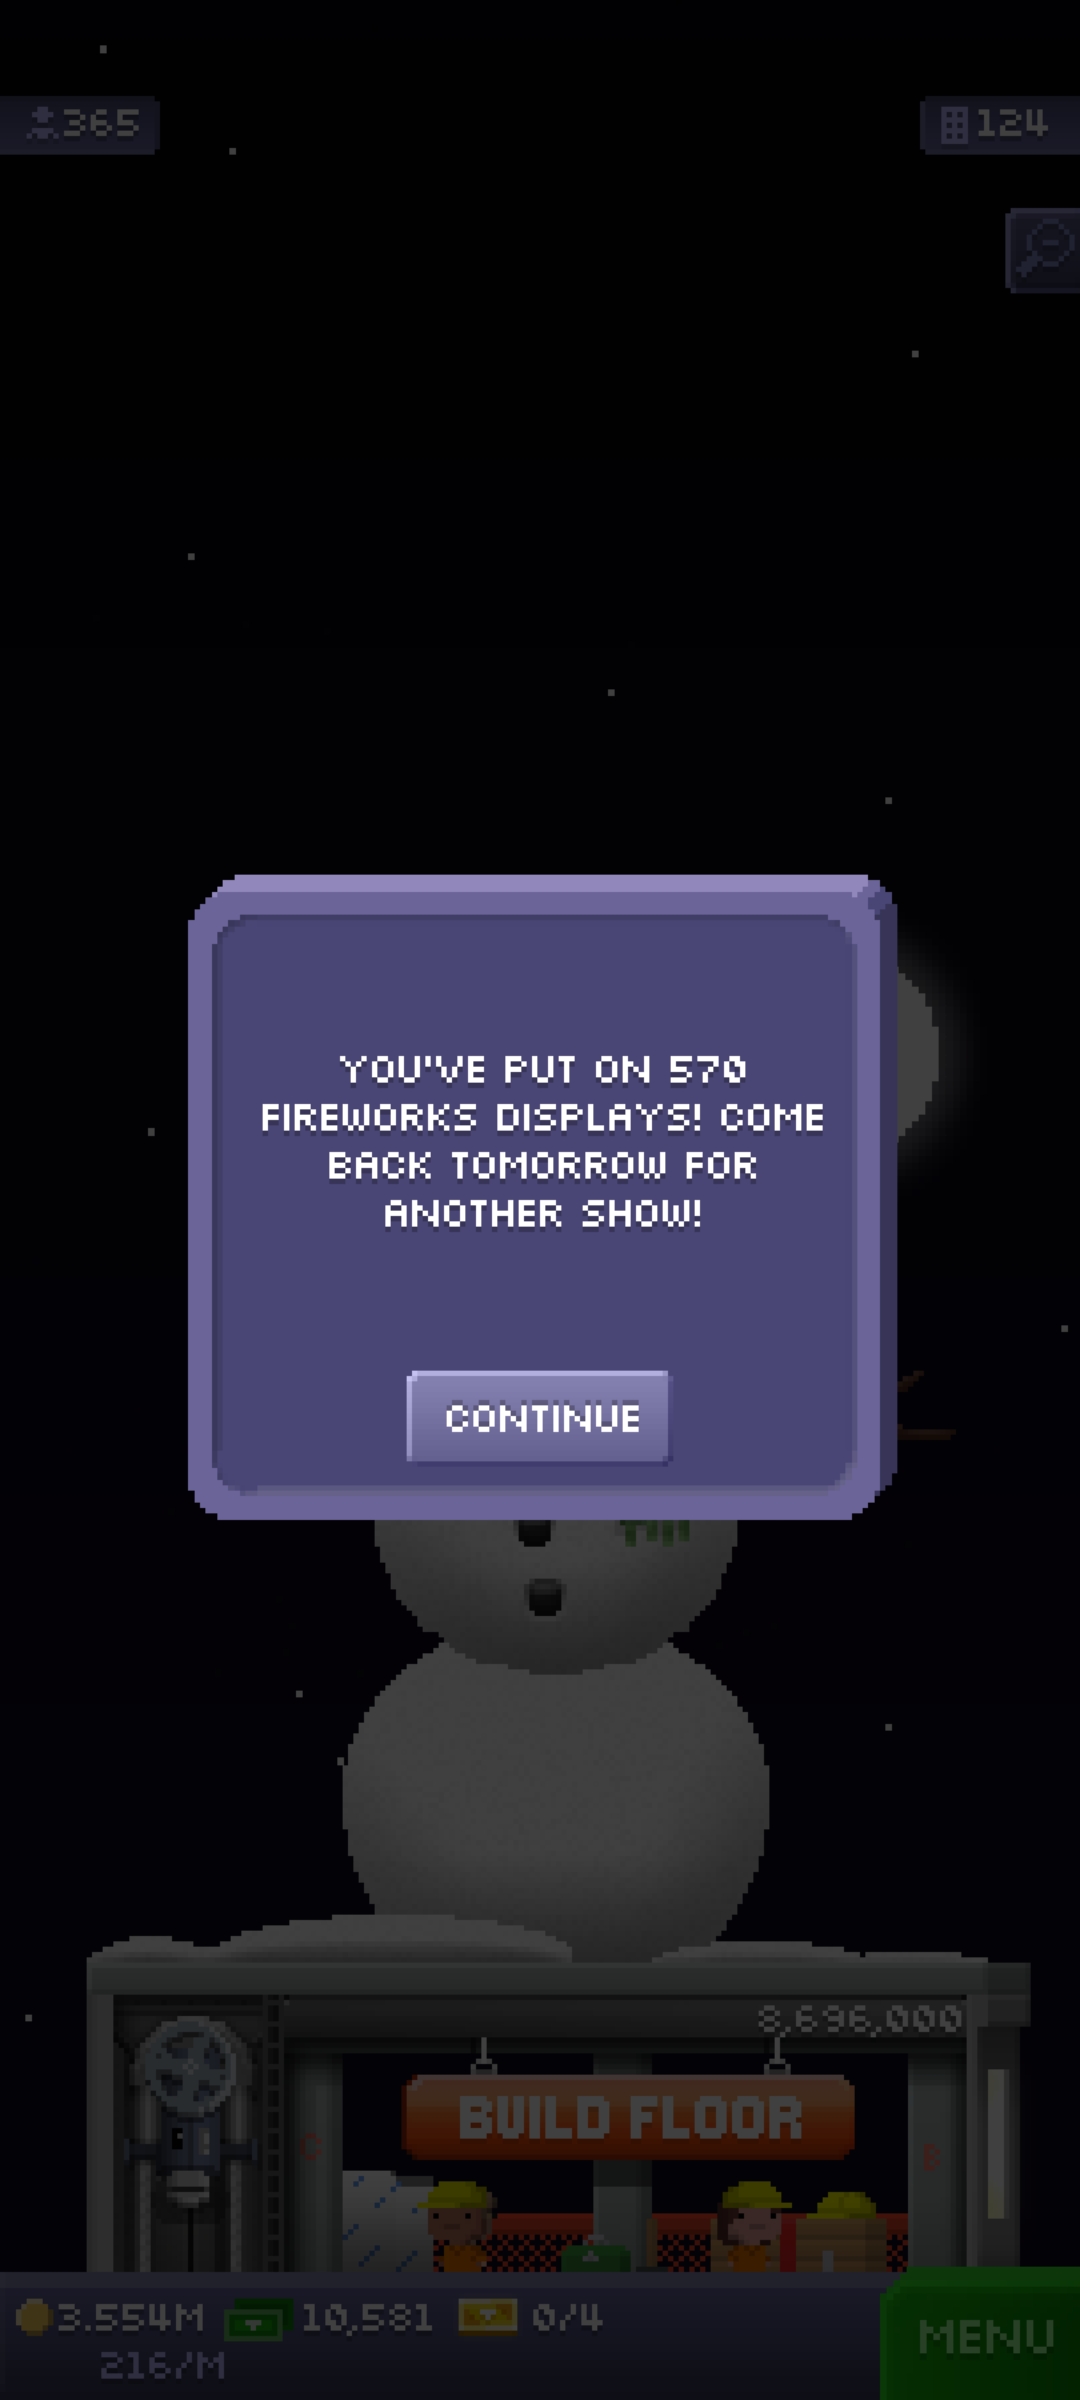 365
124
YOU'VE PUT ON 570
FIREWORKS DISPLAYS! COME
BACK TOMORROW FOR
ANOTHER SHOW!
CONTINUE
8,696,000
BUILD FLOOR
C
B
3.554M 10,581 0/4
MENU
216/M